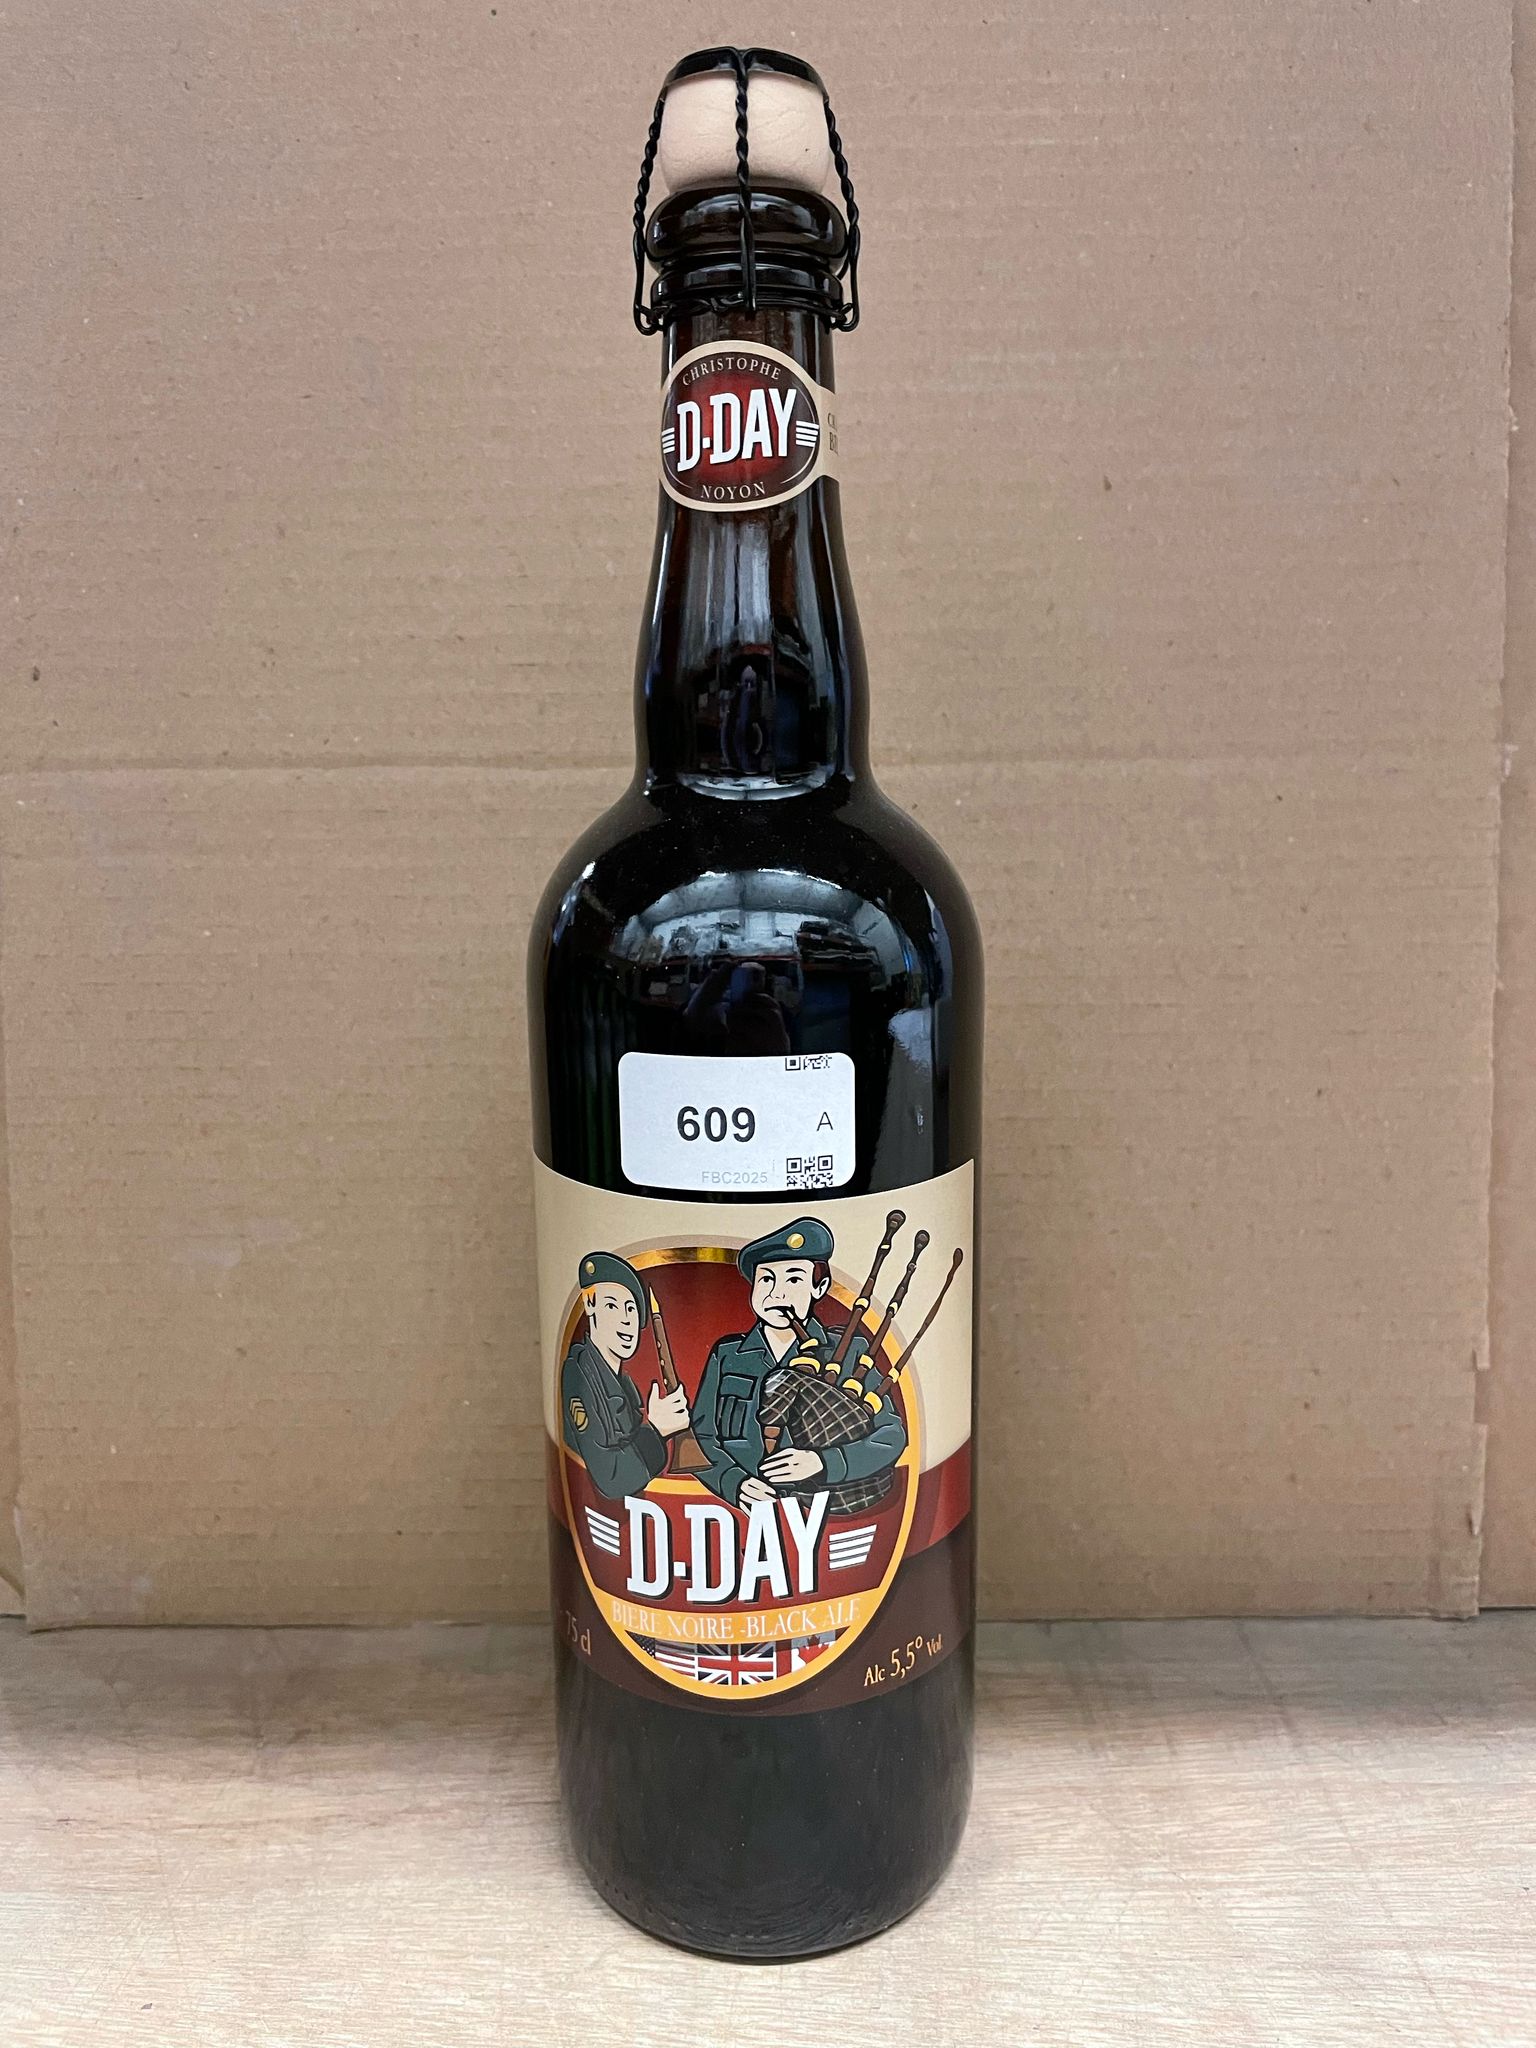 CHRISTOPHE
D-DAY
NOYON
609
A
FBC2025
D-DAY
BIERE NOIRE - BLACK ALE
75 cl
Alc 5,5° Vol.